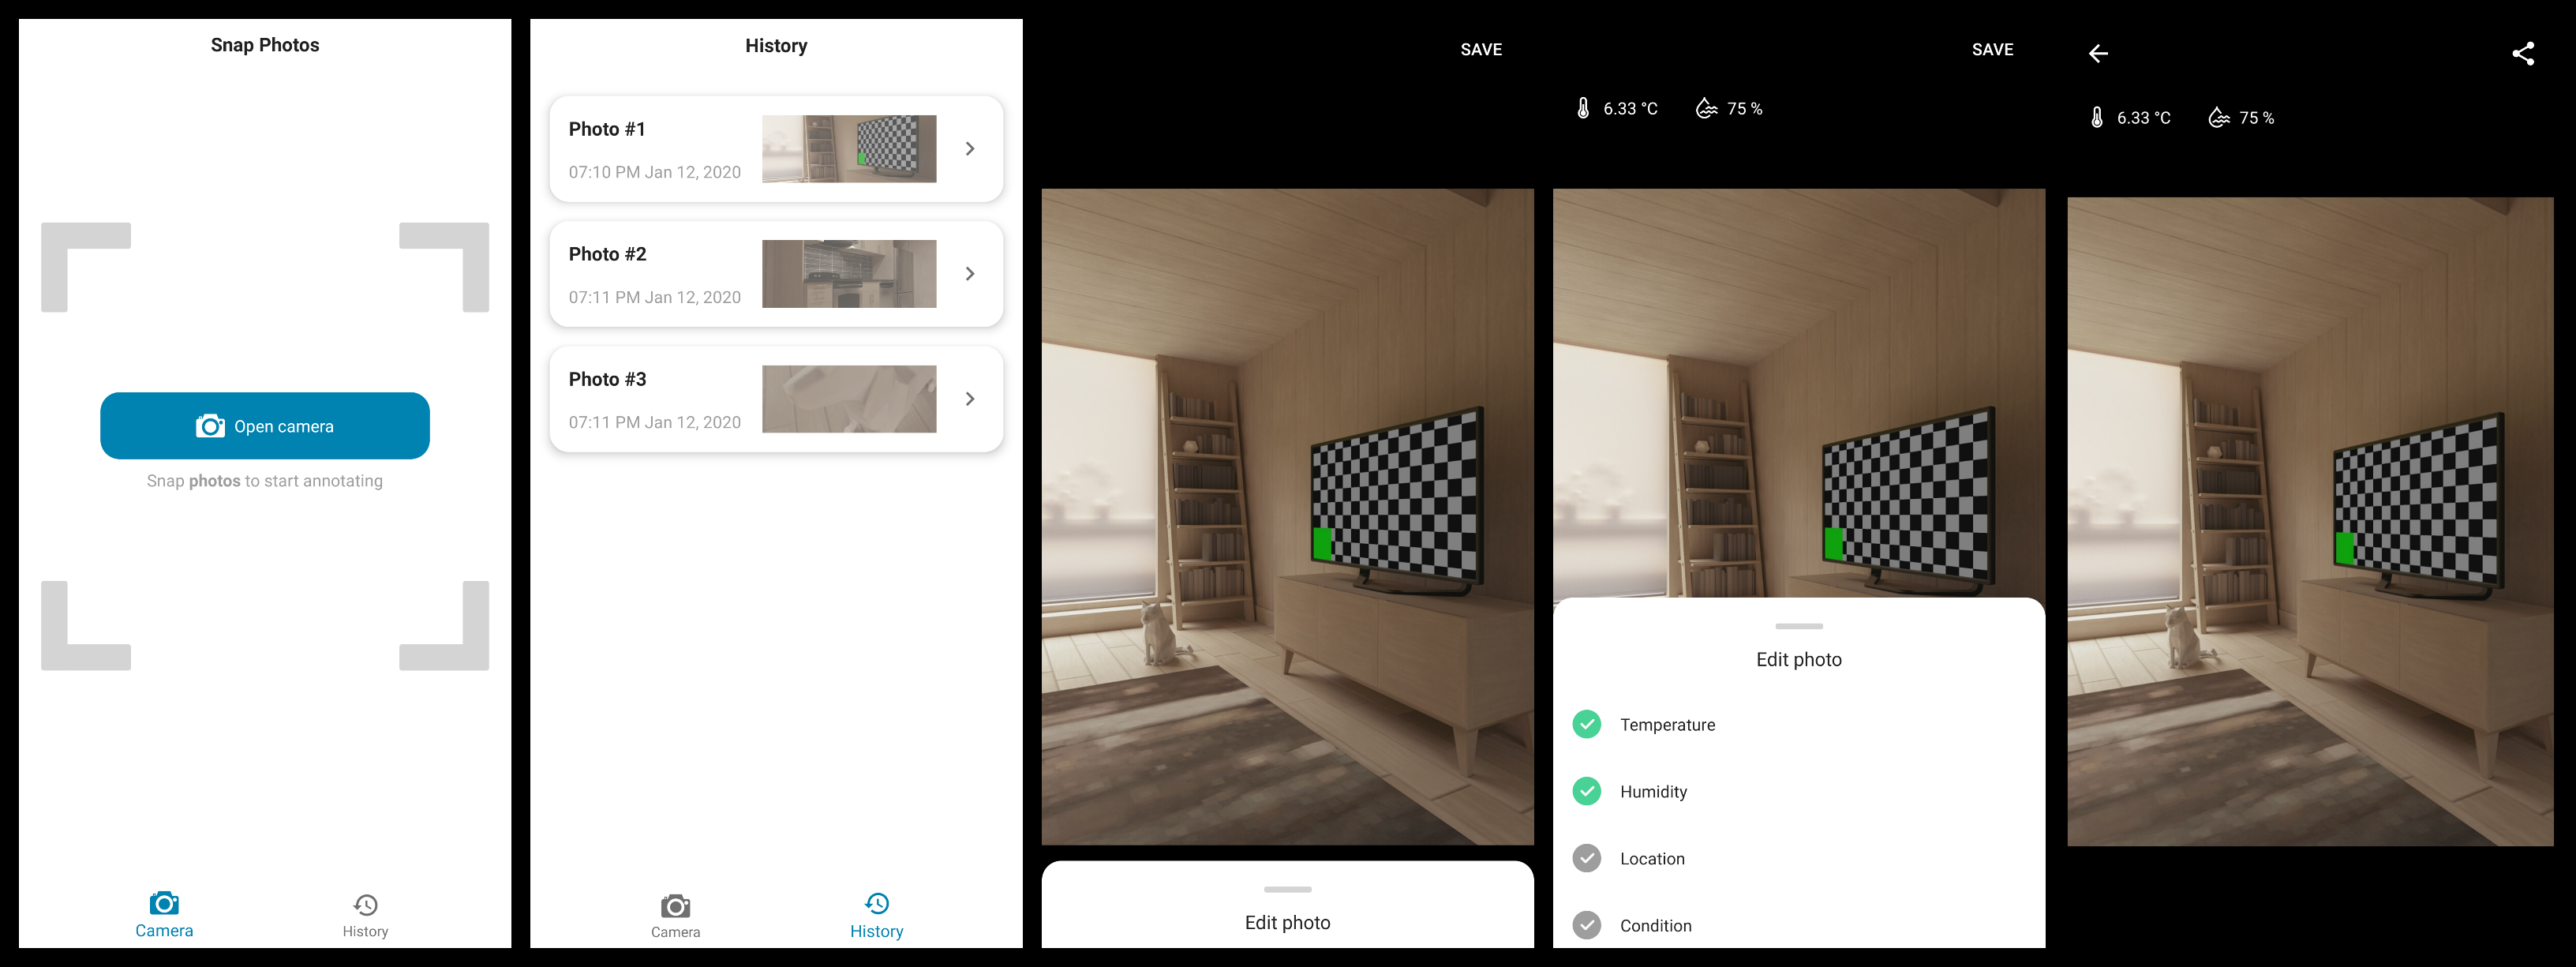 Snap Photos
Open camera
Snap photos to start annotating
Camera
History
History
Photo #1
07:10 PM Jan 12, 2020
Photo #2
07:11 PM Jan 12, 2020
Photo #3
07:11 PM Jan 12, 2020
Camera
History
SAVE
Edit photo
SAVE
6.33 °C
75 %
Edit photo
Temperature
Humidity
Location
Condition
6.33 °C
75 %